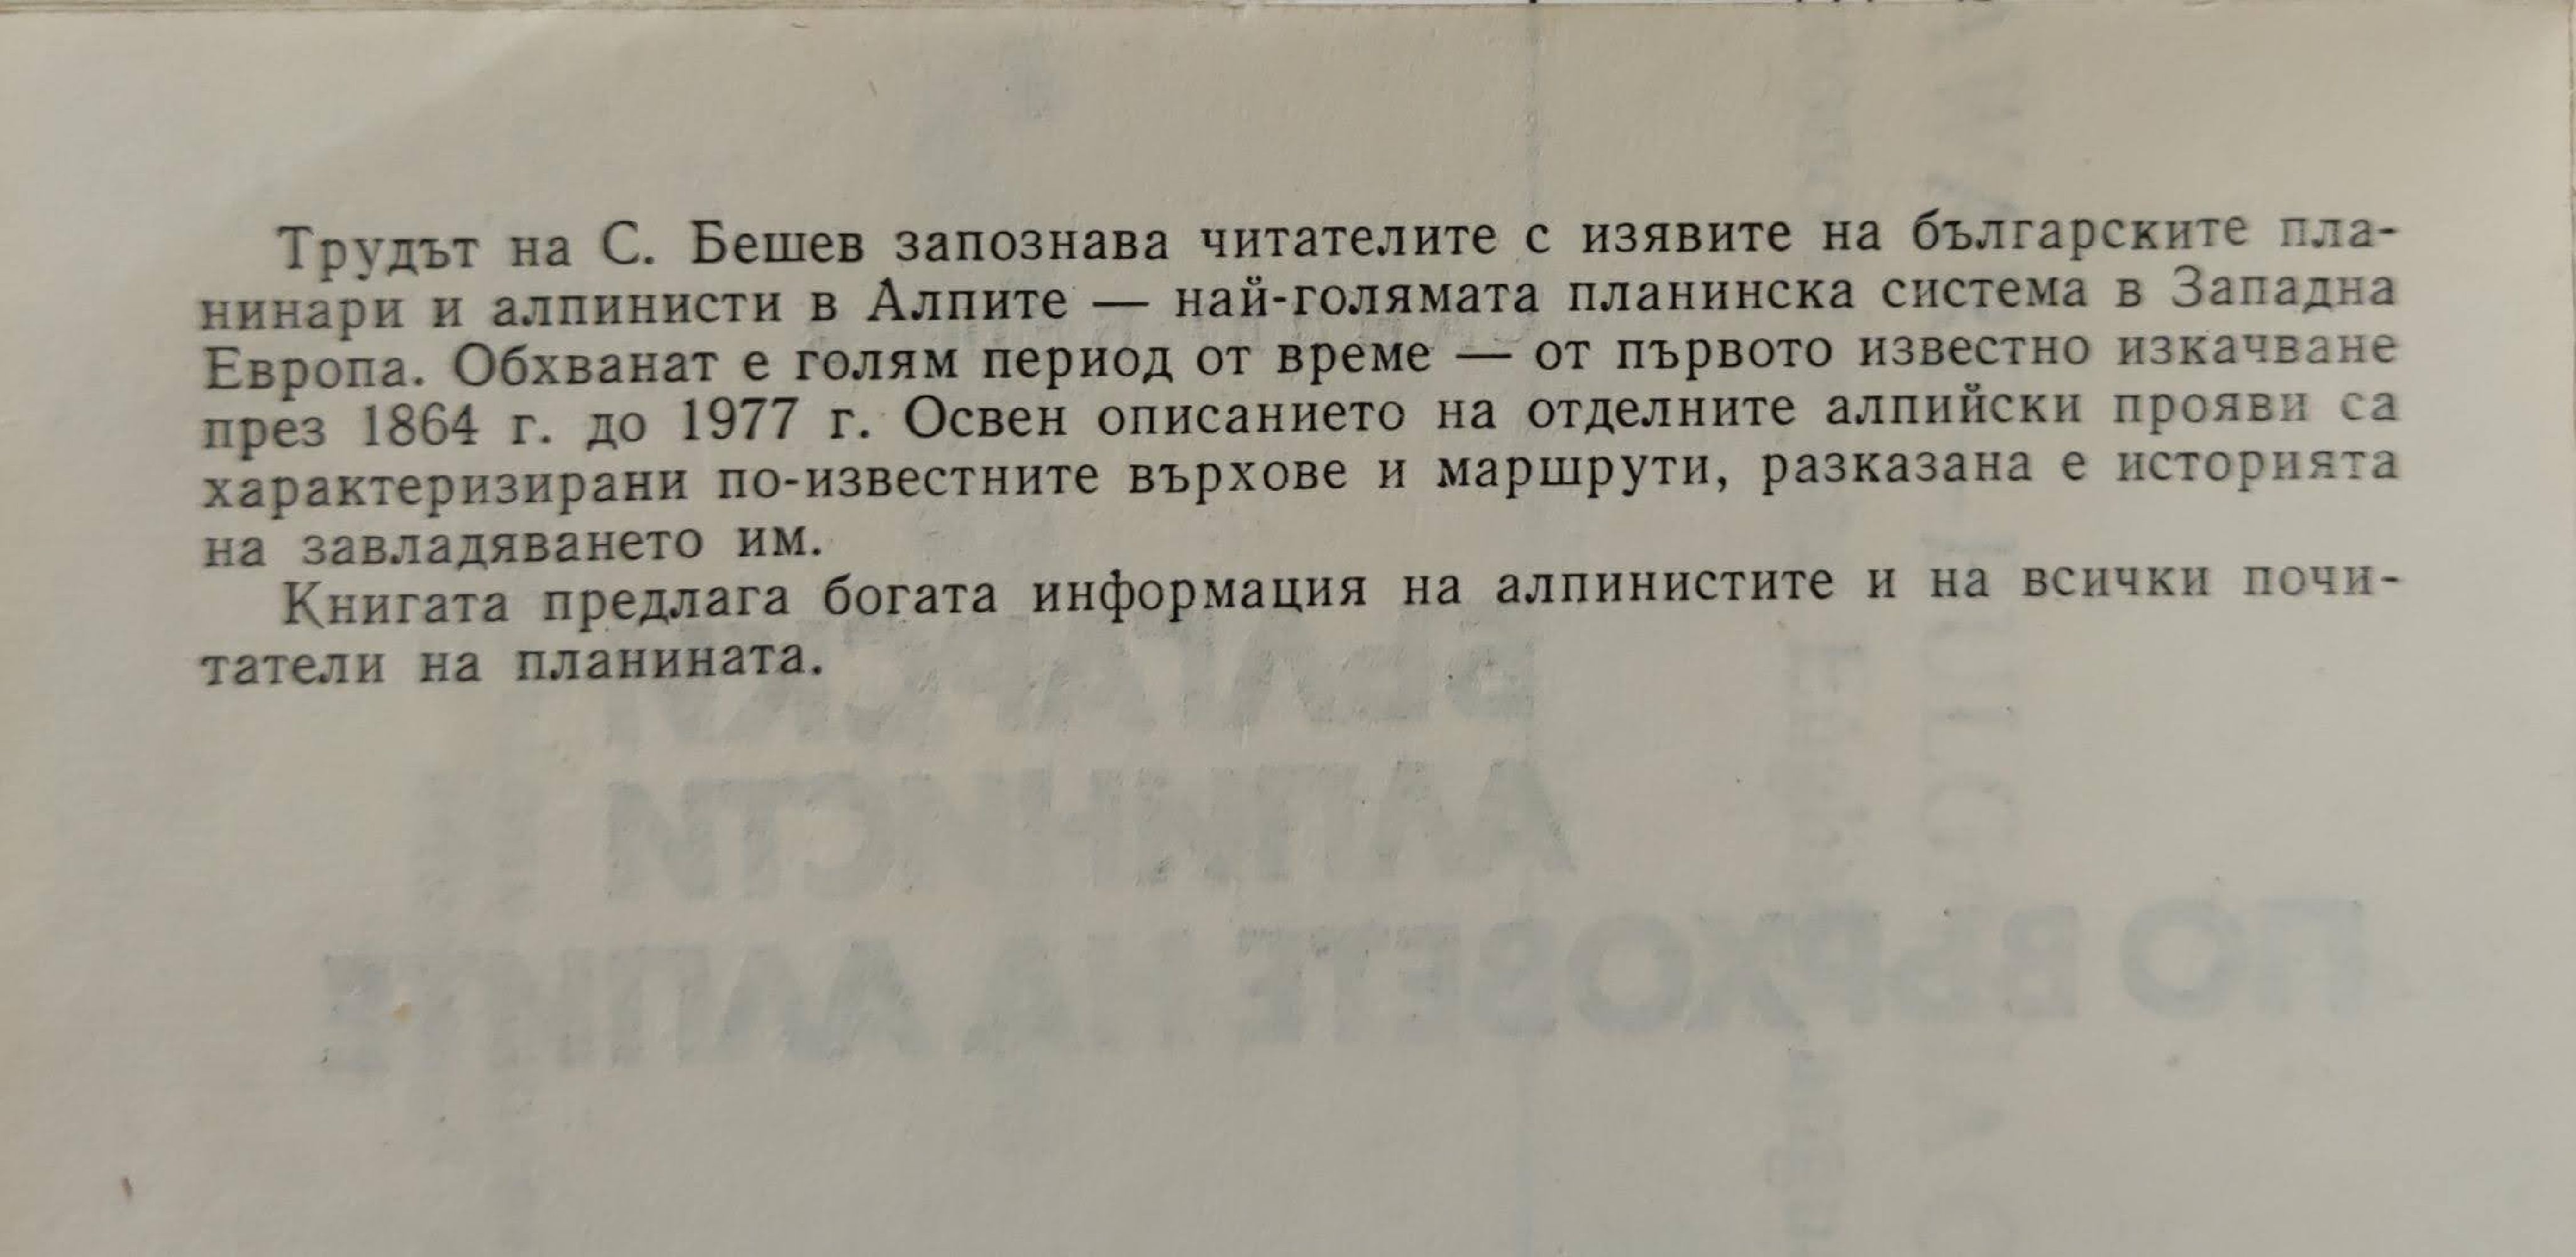 Трудът на С. Бешев запознава читателите с изявите на българските пла-
нинари и алпинисти в Алпите — най-голямата планинска система в Западна
Европа. Обхванат е голям период от време — от първото известно изкачване
през 1864 г. до 1977 г. Освен описанието на отделните алпийски прояви са
характеризирани по-известните върхове и маршрути, разказана е историята
на завладяването им.
Книгата предлага богата информация на алпинистите и на всички почи-
татели на планината.